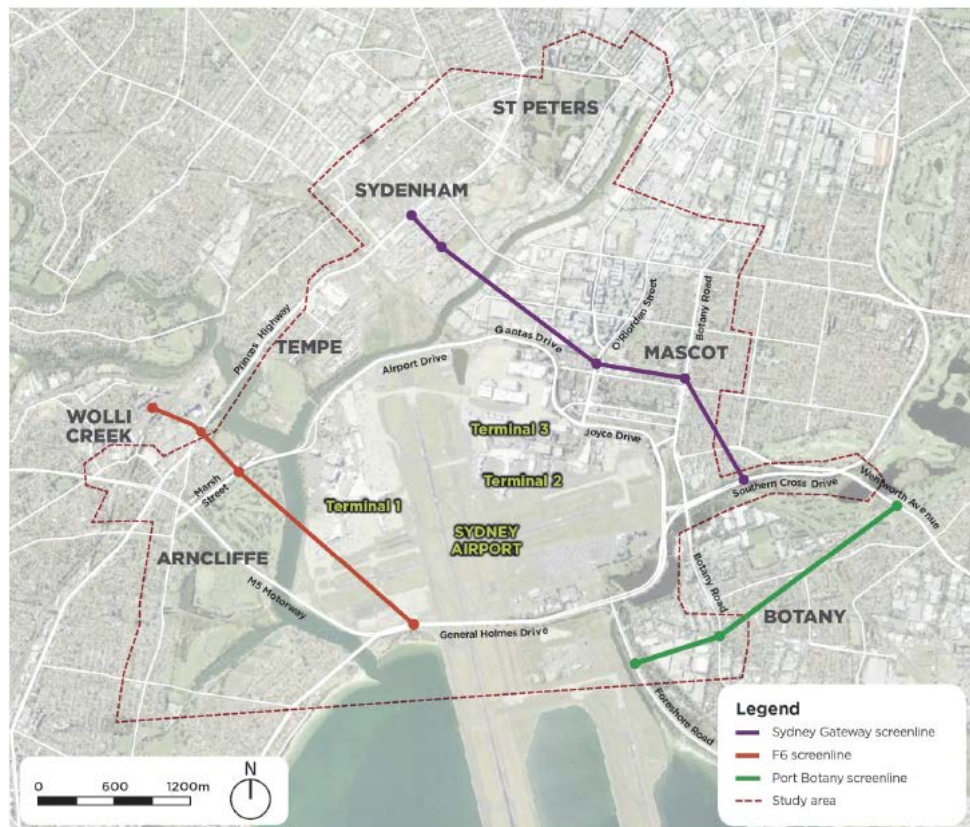 ST PETERS
SYDENHAM
O'Riordan Street
Botany Road
Princes Highway
TEMPE
Qantas Drive
MASCOT
Airport Drive
WOLLI
CREEK
Terminal 3
Joyce Drive
Marsh
Street
Terminal 2
Southern Cross Drive
Wentworth Avenue
Terminal 1
SYDNEY
AIRPORT
ARNCLIFFE
M5 Motorway
Botany Road
BOTANY
General Holmes Drive
Foreshore Road
Legend
Sydney Gateway screenline
F6 screenline
Port Botany screenline
Study area
N
0 600 1200m